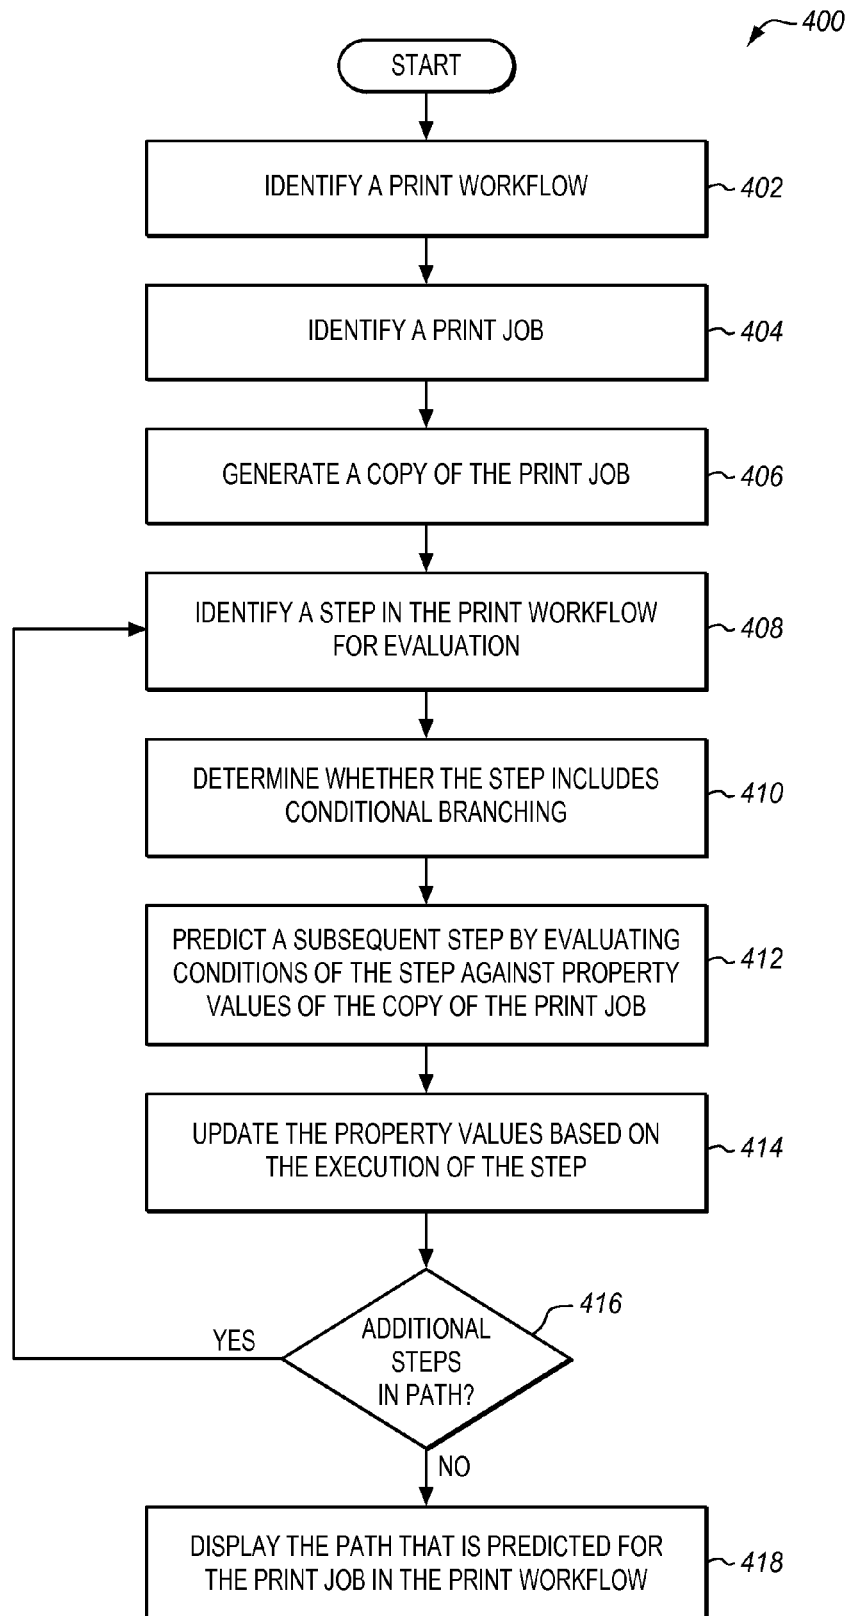 400
START
IDENTIFY A PRINT WORKFLOW
402
IDENTIFY A PRINT JOB
404
GENERATE A COPY OF THE PRINT JOB
406
IDENTIFY A STEP IN THE PRINT WORKFLOW
FOR EVALUATION
408
DETERMINE WHETHER THE STEP INCLUDES
CONDITIONAL BRANCHING
410
PREDICT A SUBSEQUENT STEP BY EVALUATING
CONDITIONS OF THE STEP AGAINST PROPERTY
VALUES OF THE COPY OF THE PRINT JOB
412
UPDATE THE PROPERTY VALUES BASED ON
THE EXECUTION OF THE STEP
414
416
ADDITIONAL
STEPS
IN PATH?
YES
NO
DISPLAY THE PATH THAT IS PREDICTED FOR
THE PRINT JOB IN THE PRINT WORKFLOW
418